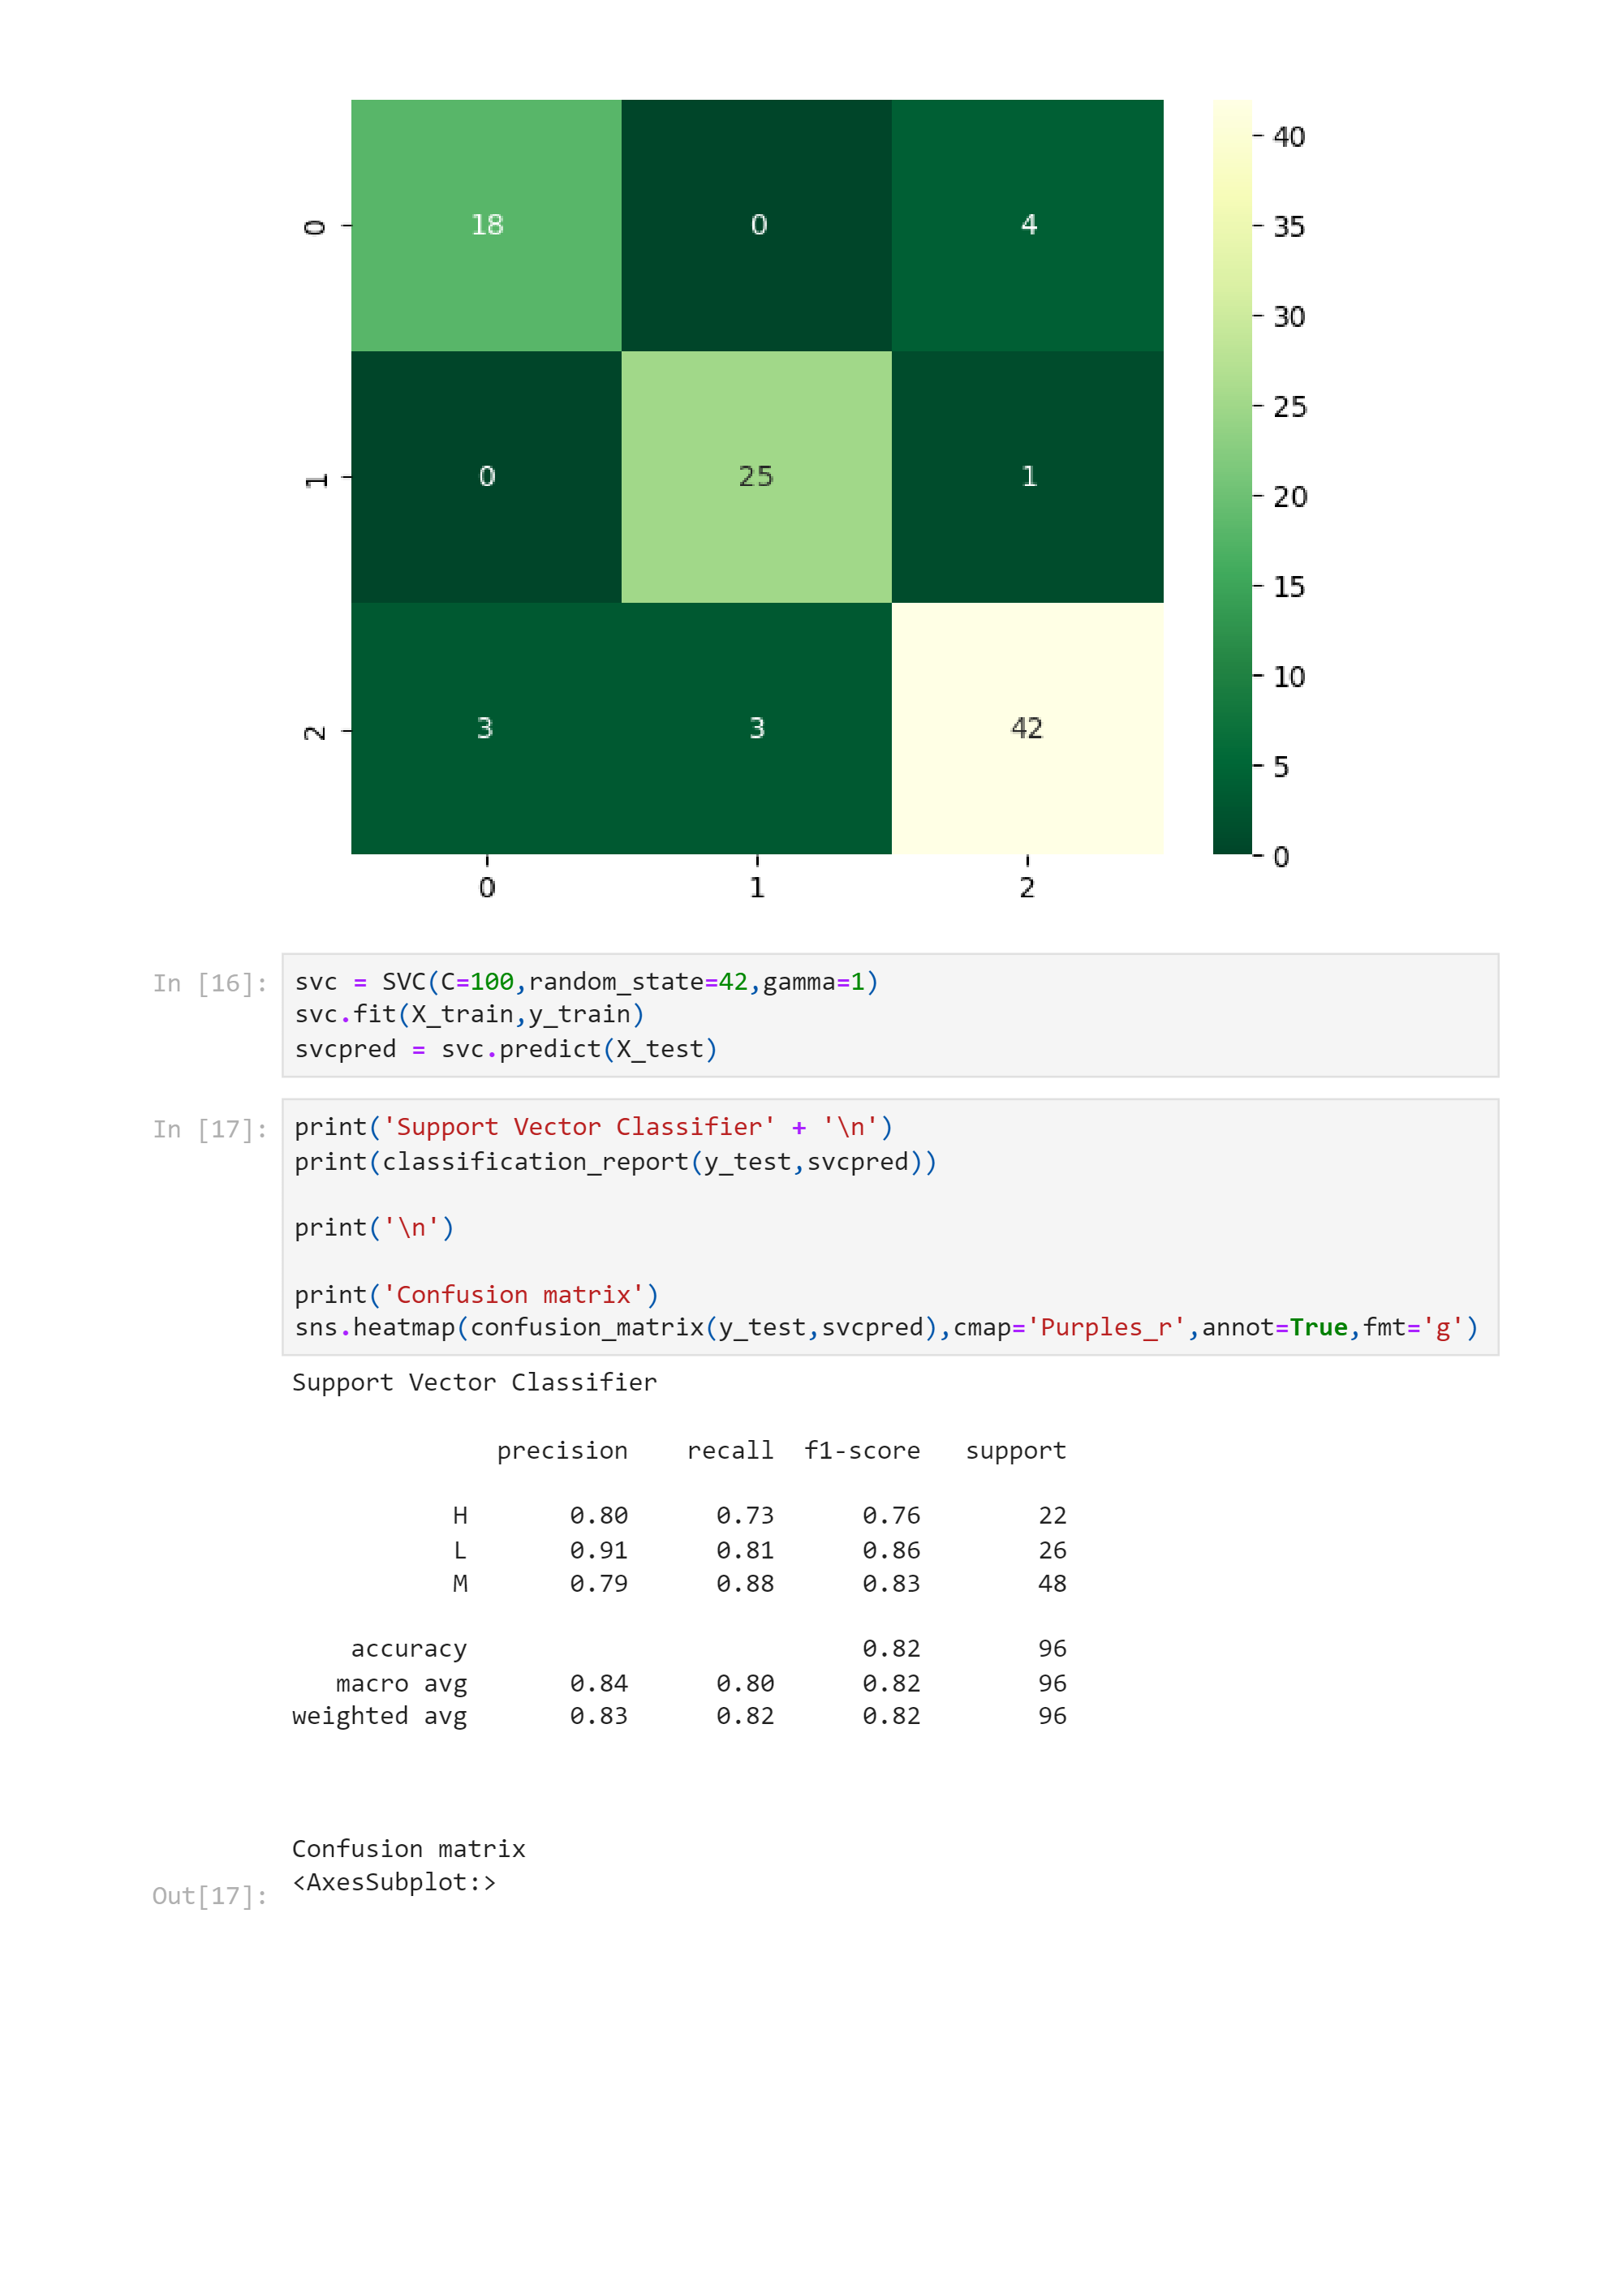 40
35
30
25
20
15
10
5
0
0 18 0 4
1 0 25 1
2 3 3 42
0 1 2
In [16]: svc = SVC(C=100,random_state=42,gamma=1)
svc.fit(X_train,y_train)
svcpred = svc.predict(X_test)
In [17]: print('Support Vector Classifier' + '\n')
print(classification_report(y_test,svcpred))
print('\n')
print('Confusion matrix')
sns.heatmap(confusion_matrix(y_test,svcpred),cmap='Purples_r',annot=True,fmt='g')
Support Vector Classifier
precision recall f1-score support
H 0.80 0.73 0.76 22
L 0.91 0.81 0.86 26
M 0.79 0.88 0.83 48
accuracy 0.82 96
macro avg 0.84 0.80 0.82 96
weighted avg 0.83 0.82 0.82 96
Confusion matrix
Out[17]: <AxesSubplot:>